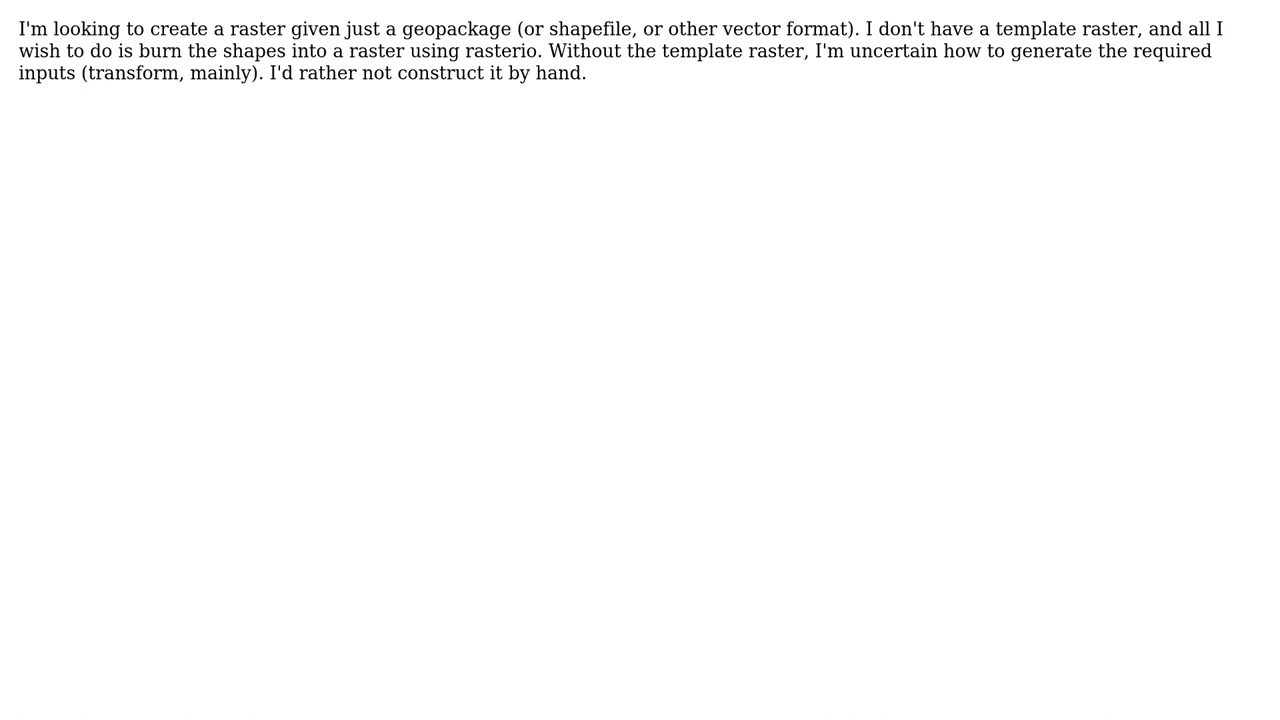 I'm looking to create a raster given just a geopackage (or shapefile, or other vector format). I don't have a template raster, and all I
wish to do is burn the shapes into a raster using rasterio. Without the template raster, I'm uncertain how to generate the required
inputs (transform, mainly). I'd rather not construct it by hand.